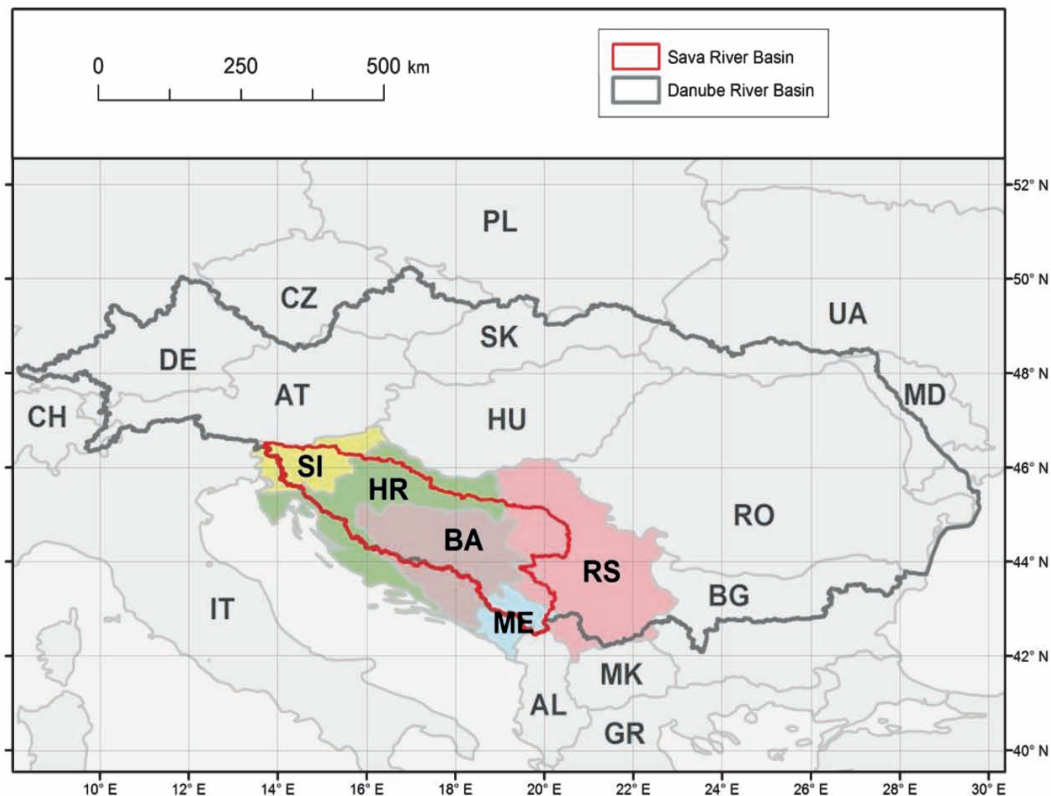 0 250 500 km
Sava River Basin
Danube River Basin
52° N
PL
50° N
CZ
UA
SK
DE
48° N
AT
MD
CH
HU
46° N
SI
HR
RO
BA
44° N
RS
BG
IT
ME
42° N
MK
AL
GR
40° N
10° E 12° E 14° E 16° E 18° E 20° E 22° E 24° E 26° E 28° E 30° E